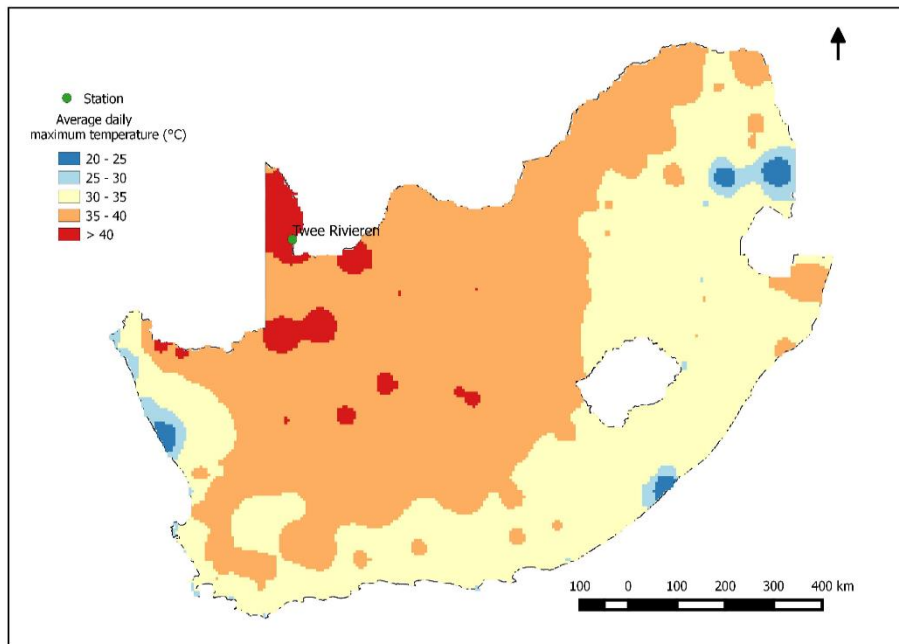 Station
Average daily
maximum temperature (°C)
20 - 25
25 - 30
30 - 35
35 - 40
> 40
Twee Rivieren
100 0 100 200 300 400 km